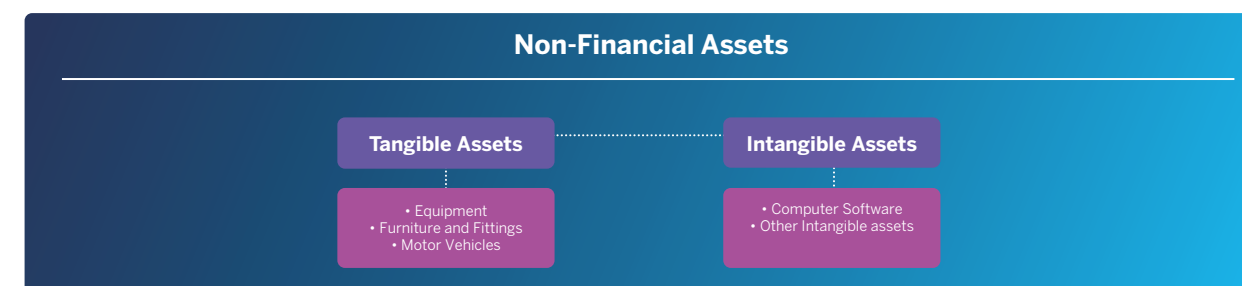 Non-Financial Assets
Tangible Assets
Intangible Assets
• Equipment
• Furniture and Fittings
• Motor Vehicles
• Computer Software
• Other Intangible assets